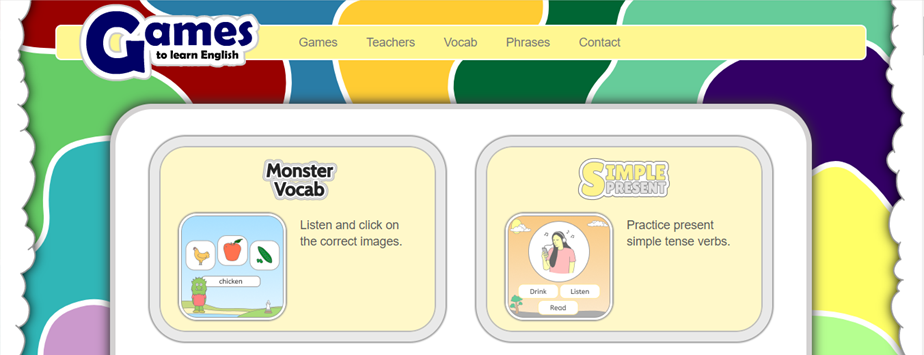 Games
to learn English
Games Teachers Vocab Phrases Contact
Monster
Vocab
Listen and click on
the correct images.
chicken
SIMPLE
PRESENT
Practice present
simple tense verbs.
Drink Listen
Read